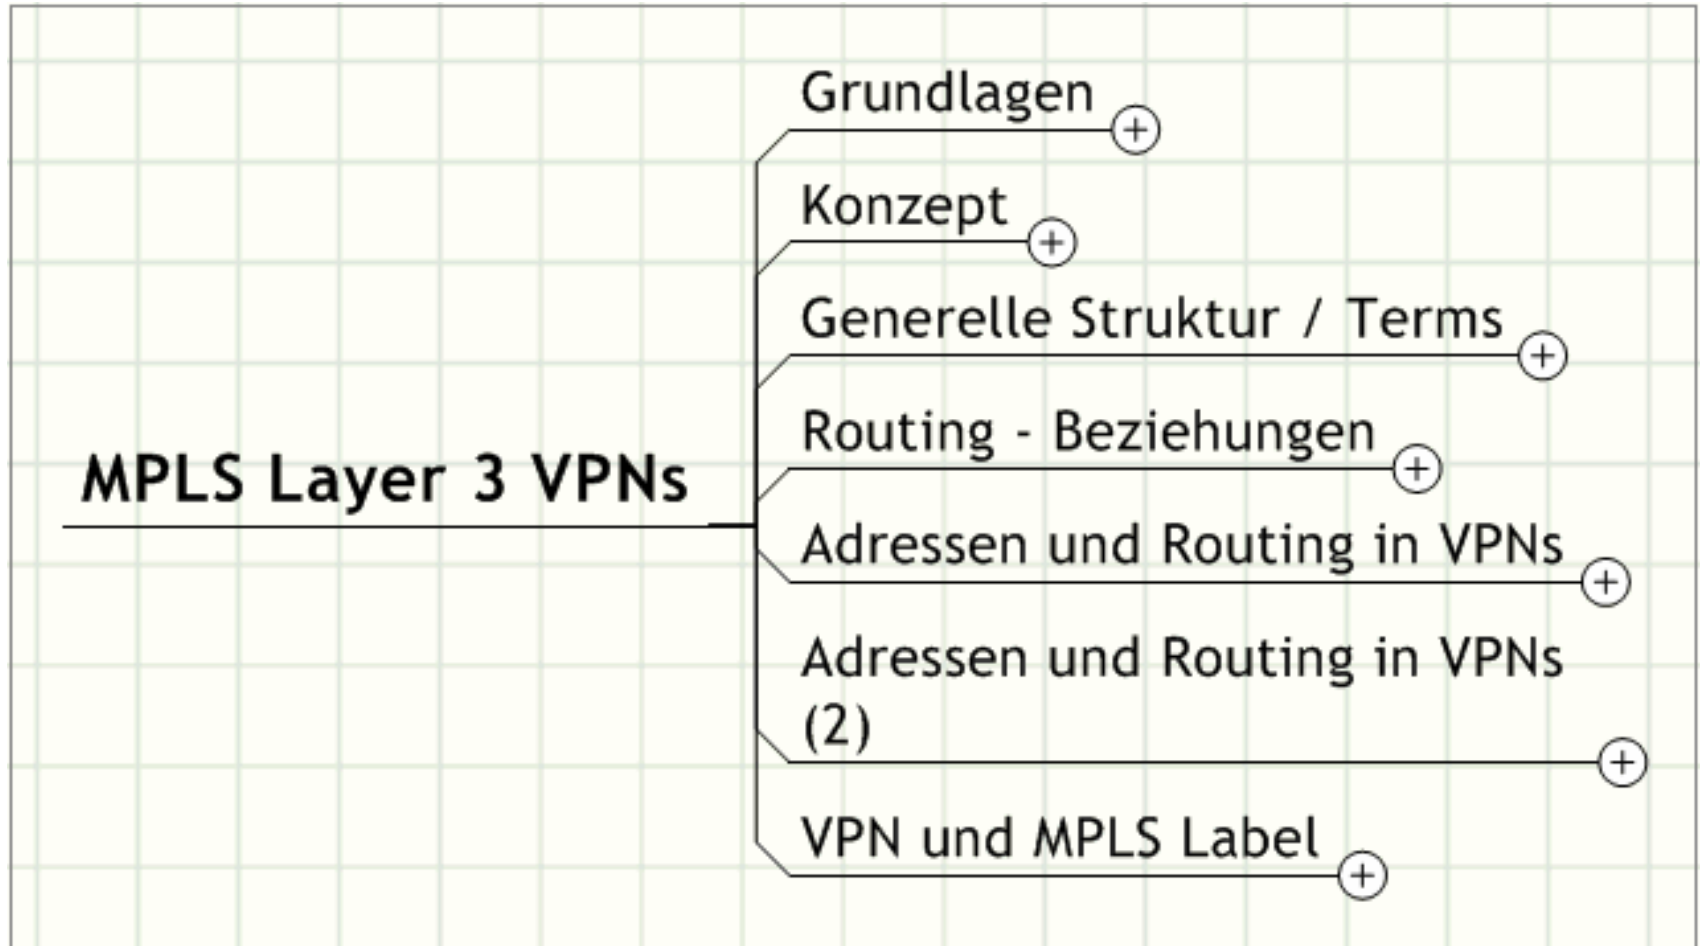 MPLS Layer 3 VPNs
Grundlagen
Konzept
Generelle Struktur / Terms
Routing - Beziehungen
Adressen und Routing in VPNs
Adressen und Routing in VPNs
(2)
VPN und MPLS Label